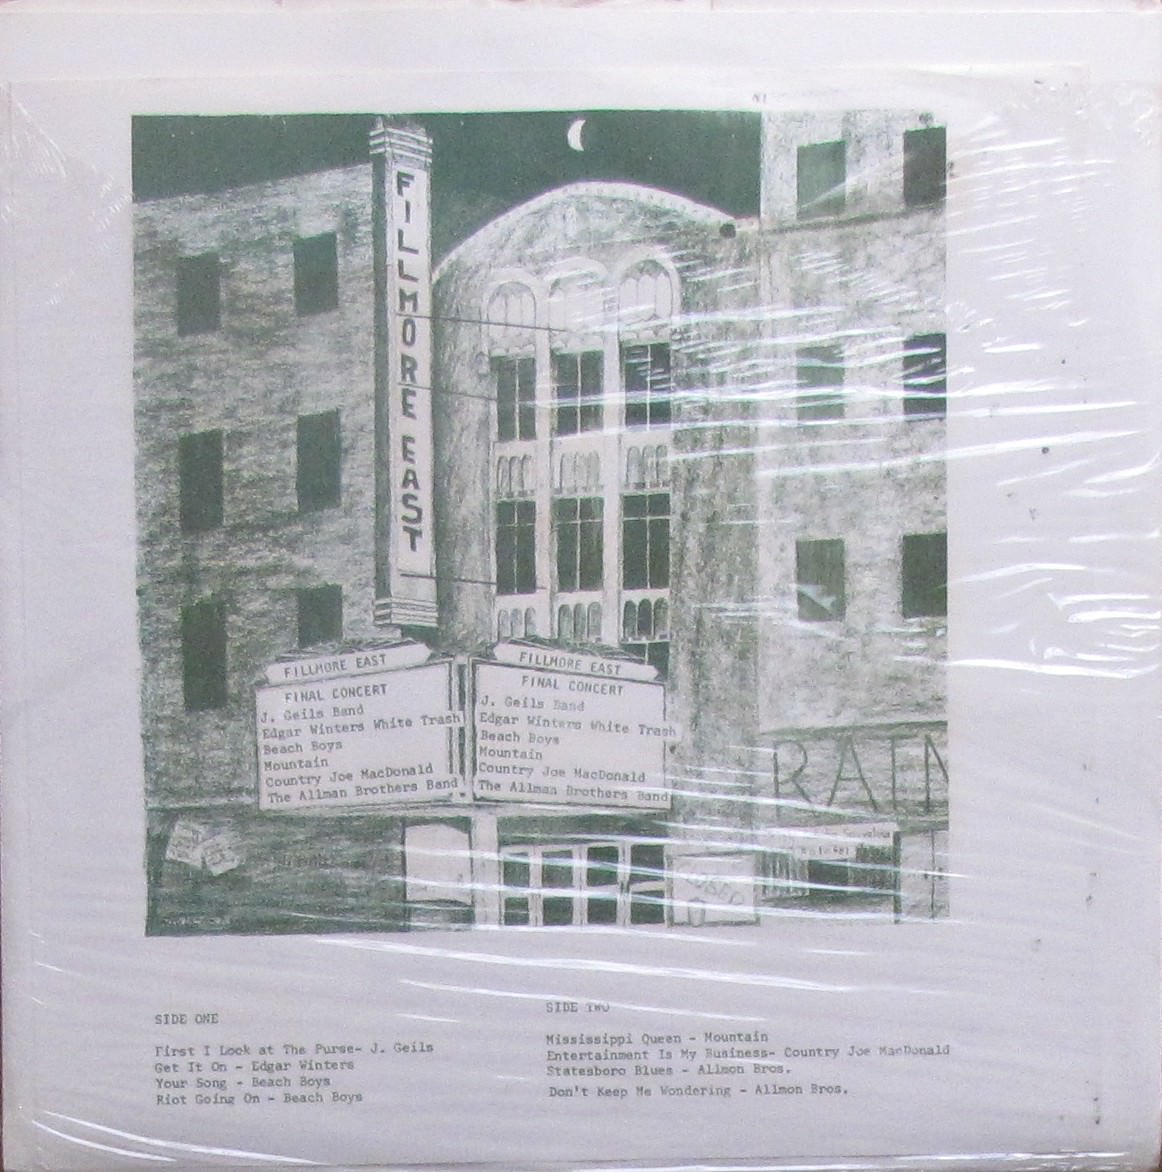 FILLMORE EAST
FILLMORE EAST
FINAL CONCERT
J. Geils Band
Edgar Winters White Trash
Beach Boys
Mountain
Country Joe MacDonald
The Allman Brothers Band
FILLMORE EAST
FINAL CONCERT
J. Geils Band
Edgar Winters White Trash
Beach Boys
Mountain
Country Joe MacDonald
The Allman Brothers Band
RAIN
SIDE ONE
First I Look at The Purse- J. Geils
Get It On - Edgar Winters
Your Song - Beach Boys
Riot Going On - Beach Boys
SIDE TWO
Mississippi Queen - Mountain
Entertainment Is My Business- Country Joe MacDonald
Statesboro Blues - Allmon Bros.
Don't Keep Me Wondering - Allmon Bros.